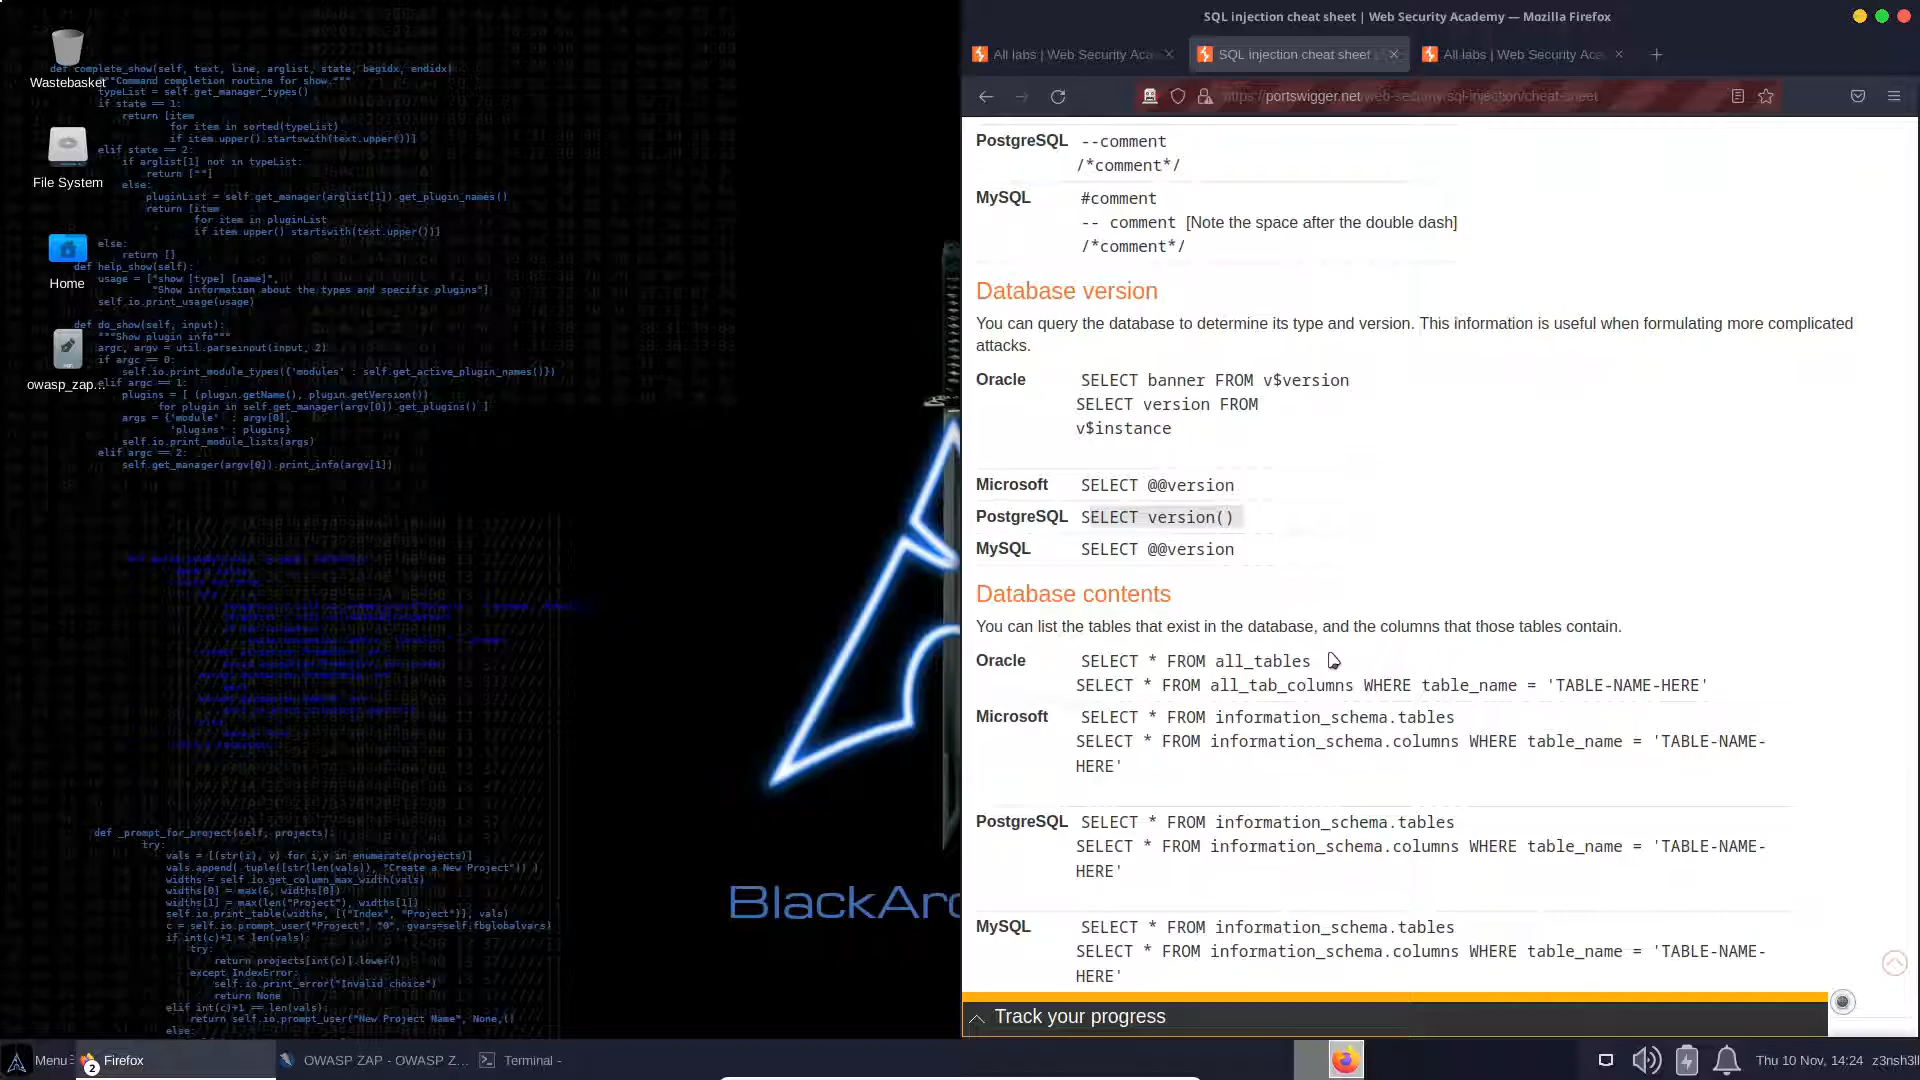 SQL injection cheat sheet | Web Security Academy — Mozilla Firefox
All labs | Web Security Aca
SQL injection cheat sheet
All labs | Web Security Aca
https://portswigger.net/web-security/sql-injection/cheat-sheet
Wastebasket
File System
Home
owasp_zap...
def complete_show(self, text, line, arglist, state, begidx, endidx):
"""Command completion routine for show."""
typeList = self.get_manager_types()
if state == 1:
return [item
for item in sorted(typeList)
if item.upper().startswith(text.upper())]
elif state == 2:
if arglist[1] not in typeList:
return [""]
else:
pluginList = self.get_manager(arglist[1]).get_plugin_names()
return [item
for item in pluginList
if item.upper().startswith(text.upper())]
else:
return []
def help_show(self):
usage = ["show [type] [name]",
"Show information about the types and specific plugins"]
self.io.print_usage(usage)
def do_show(self, input):
"""Show plugin info"""
argc, argv = util.parseinput(input, 2)
if argc == 0:
self.io.print_module_types({'modules' : self.get_active_plugin_names()})
elif argc == 1:
plugins = [ (plugin.getName(), plugin.getVersion())
for plugin in self.get_manager(argv[0]).get_plugins() ]
args = {'module' : argv[0],
'plugins' : plugins}
self.io.print_module_lists(args)
elif argc == 2:
self.get_manager(argv[0]).print_info(argv[1])
def _prompt_for_project(self, projects):
try:
vals = [(str(i), v) for i,v in enumerate(projects)]
vals.append( tuple([str(len(vals)), "Create a New Project"]) )
widths = self.io.get_column_max_width(vals)
widths[0] = max(6, widths[0])
widths[1] = max(len("Project"), widths[1])
self.io.print_table(widths, [("Index", "Project")], vals)
c = self.io.prompt_user("Project", "0", gvars=self.fbglobalvars)
if int(c)+1 < len(vals):
try:
return projects[int(c)].lower()
except IndexError:
self.io.print_error("Invalid choice")
return None
elif int(c)+1 == len(vals):
return self.io.prompt_user("New Project Name", None,()
else:
BlackArc
PostgreSQL --comment
/*comment*/
MySQL #comment
-- comment [Note the space after the double dash]
/*comment*/
Database version
You can query the database to determine its type and version. This information is useful when formulating more complicated
attacks.
Oracle SELECT banner FROM v$version
SELECT version FROM
v$instance
Microsoft SELECT @@version
PostgreSQL SELECT version()
MySQL SELECT @@version
Database contents
You can list the tables that exist in the database, and the columns that those tables contain.
Oracle SELECT * FROM all_tables
SELECT * FROM all_tab_columns WHERE table_name = 'TABLE-NAME-HERE'
Microsoft SELECT * FROM information_schema.tables
SELECT * FROM information_schema.columns WHERE table_name = 'TABLE-NAME-
HERE'
PostgreSQL SELECT * FROM information_schema.tables
SELECT * FROM information_schema.columns WHERE table_name = 'TABLE-NAME-
HERE'
MySQL SELECT * FROM information_schema.tables
SELECT * FROM information_schema.columns WHERE table_name = 'TABLE-NAME-
HERE'
Track your progress
Menu
2
Firefox
OWASP ZAP - OWASP Z...
Terminal -
Thu 10 Nov, 14:24
z3nsh3ll